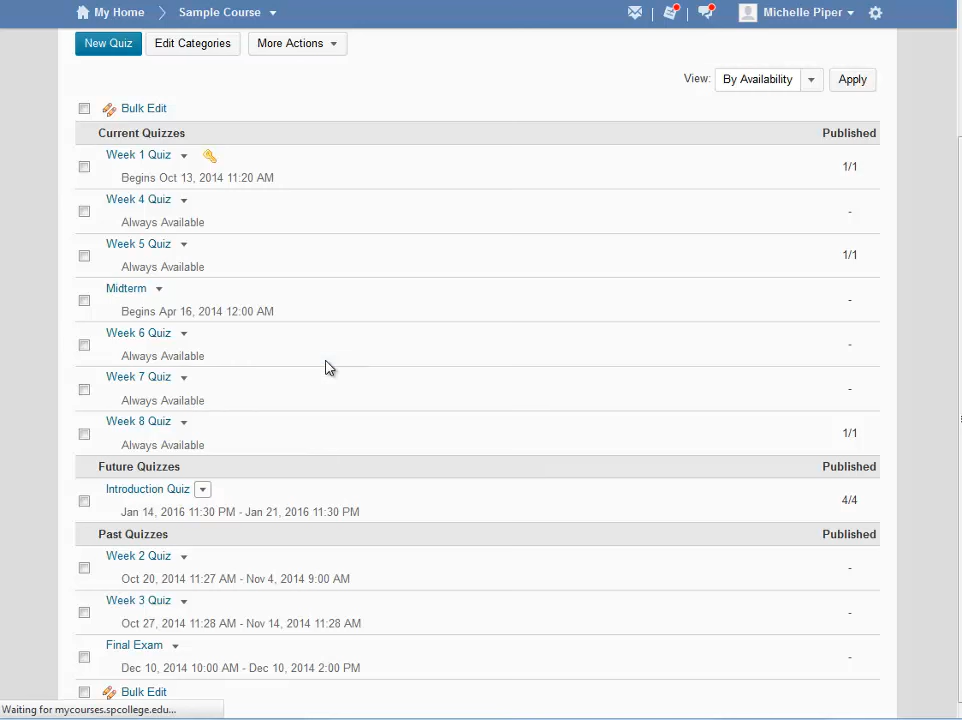 My Home Sample Course Michelle Piper
New Quiz Edit Categories More Actions
View: By Availability Apply
Bulk Edit
Current Quizzes Published
Week 1 Quiz
1/1
Begins Oct 13, 2014 11:20 AM
Week 4 Quiz
-
Always Available
Week 5 Quiz
1/1
Always Available
Midterm
-
Begins Apr 16, 2014 12:00 AM
Week 6 Quiz
-
Always Available
Week 7 Quiz
-
Always Available
Week 8 Quiz
1/1
Always Available
Future Quizzes Published
Introduction Quiz
4/4
Jan 14, 2016 11:30 PM - Jan 21, 2016 11:30 PM
Past Quizzes Published
Week 2 Quiz
-
Oct 20, 2014 11:27 AM - Nov 4, 2014 9:00 AM
Week 3 Quiz
-
Oct 27, 2014 11:28 AM - Nov 14, 2014 11:28 AM
Final Exam
-
Dec 10, 2014 10:00 AM - Dec 10, 2014 2:00 PM
Bulk Edit
Waiting for mycourses.spcollege.edu...